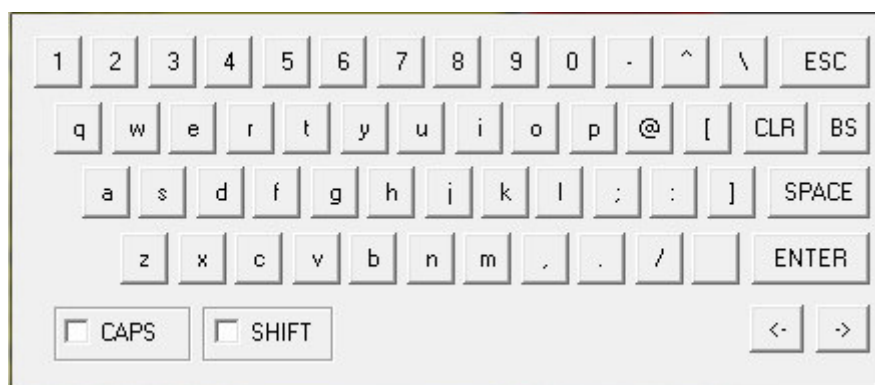 1 2 3 4 5 6 7 8 9 0 - ^ \ ESC
q w e r t y u i o p @ [ CLR BS
a s d f g h j k l ; : ] SPACE
z x c v b n m , . / ENTER
CAPS SHIFT <- ->